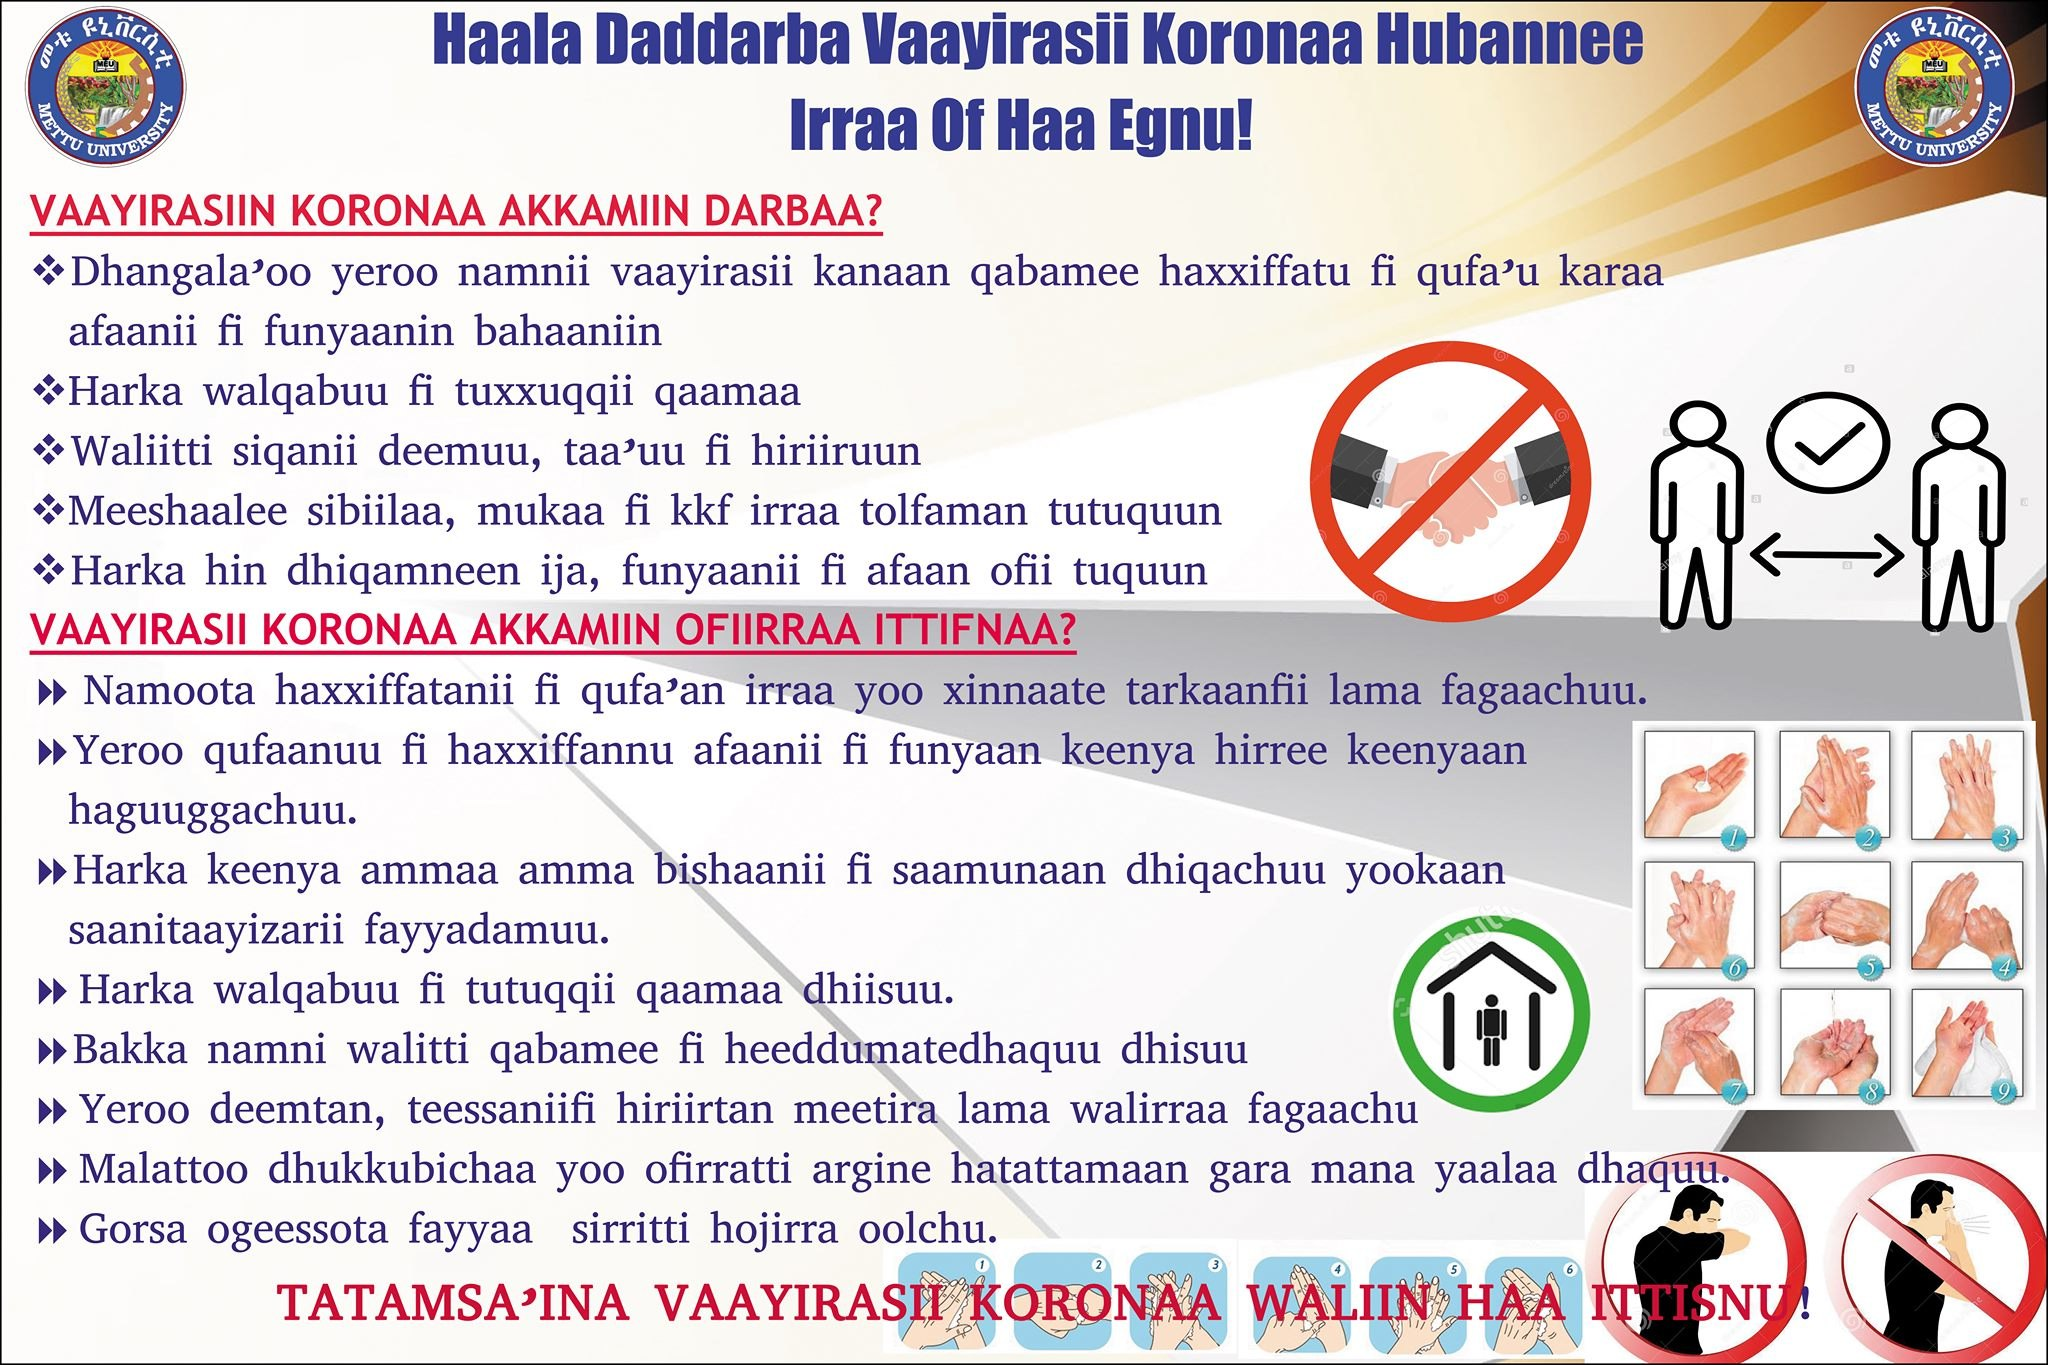 Haala Daddarba Vaayirasii Koronaa Hubannee
Irraa Of Haa Egnu!
መቱ ዩኒቨርሲቲ
MEU
METTU UNIVERSITY
መቱ ዩኒቨርሲቲ
MEU
METTU UNIVERSITY
VAAYIRASIIN KORONAA AKKAMIIN DARBAA?
❖Dhangala’oo yeroo namnii vaayirasii kanaan qabamee haxxiffatu fi qufa’u karaa
afaanii fi funyaanin bahaaniin
❖Harka walqabuu fi tuxxuqqii qaamaa
❖Waliitti siqanii deemuu, taa’uu fi hiriiruun
❖Meeshaalee sibiilaa, mukaa fi kkf irraa tolfaman tutuquun
❖Harka hin dhiqamneen ija, funyaanii fi afaan ofii tuquun
VAAYIRASII KORONAA AKKAMIIN OFIIRRAA ITTIFNAA?
Namoota haxxiffatanii fi qufa’an irraa yoo xinnaate tarkaanfii lama fagaachuu.
Yeroo qufaanuu fi haxxiffannu afaanii fi funyaan keenya hirree keenyaan
haguuggachuu.
Harka keenya ammaa amma bishaanii fi saamunaan dhiqachuu yookaan
saanitaayizarii fayyadamuu.
Harka walqabuu fi tutuqqii qaamaa dhiisuu.
Bakka namni walitti qabamee fi heeddumatedhaquu dhisuu
Yeroo deemtan, teessaniifi hiriirtan meetira lama walirraa fagaachu
Malattoo dhukkubichaa yoo ofirratti argine hatattamaan gara mana yaalaa dhaquu.
Gorsa ogeessota fayyaa sirritti hojirra oolchu.
1 2 3
6 5 4
7 8 9
1 2 3 4 5 6
TATAMSA’INA VAAYIRASII KORONAA WALIIN HAA ITTISNU!